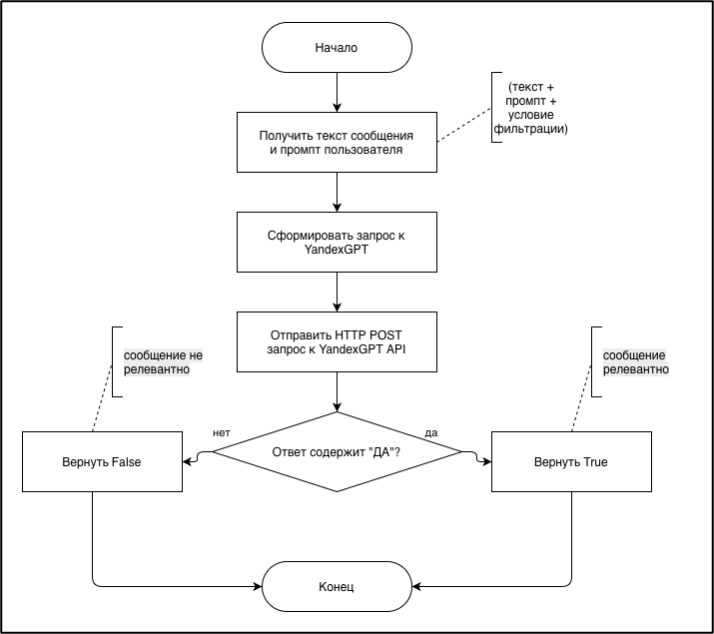 Начало
(текст +
промпт +
условие
фильтрации)
Получить текст сообщения
и промпт пользователя
Сформировать запрос к
YandexGPT
Отправить HTTP POST
запрос к YandexGPT API
сообщение не
релевантно
сообщение
релевантно
нет
да
Вернуть False
Ответ содержит "ДА"?
Вернуть True
Конец